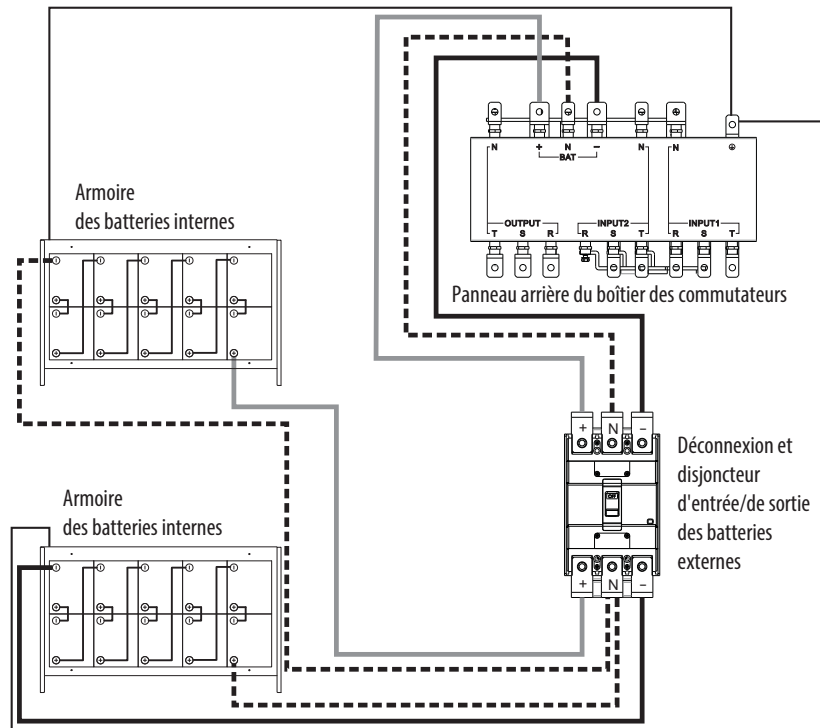 N + N − N N ⏚
BAT
OUTPUT INPUT2 INPUT1
T S R R S T R S T
Panneau arrière du boîtier des commutateurs
Armoire
des batteries internes
+ N −
OFF
Déconnexion et
disjoncteur
d'entrée/de sortie
des batteries
externes
+ N −
Armoire
des batteries internes